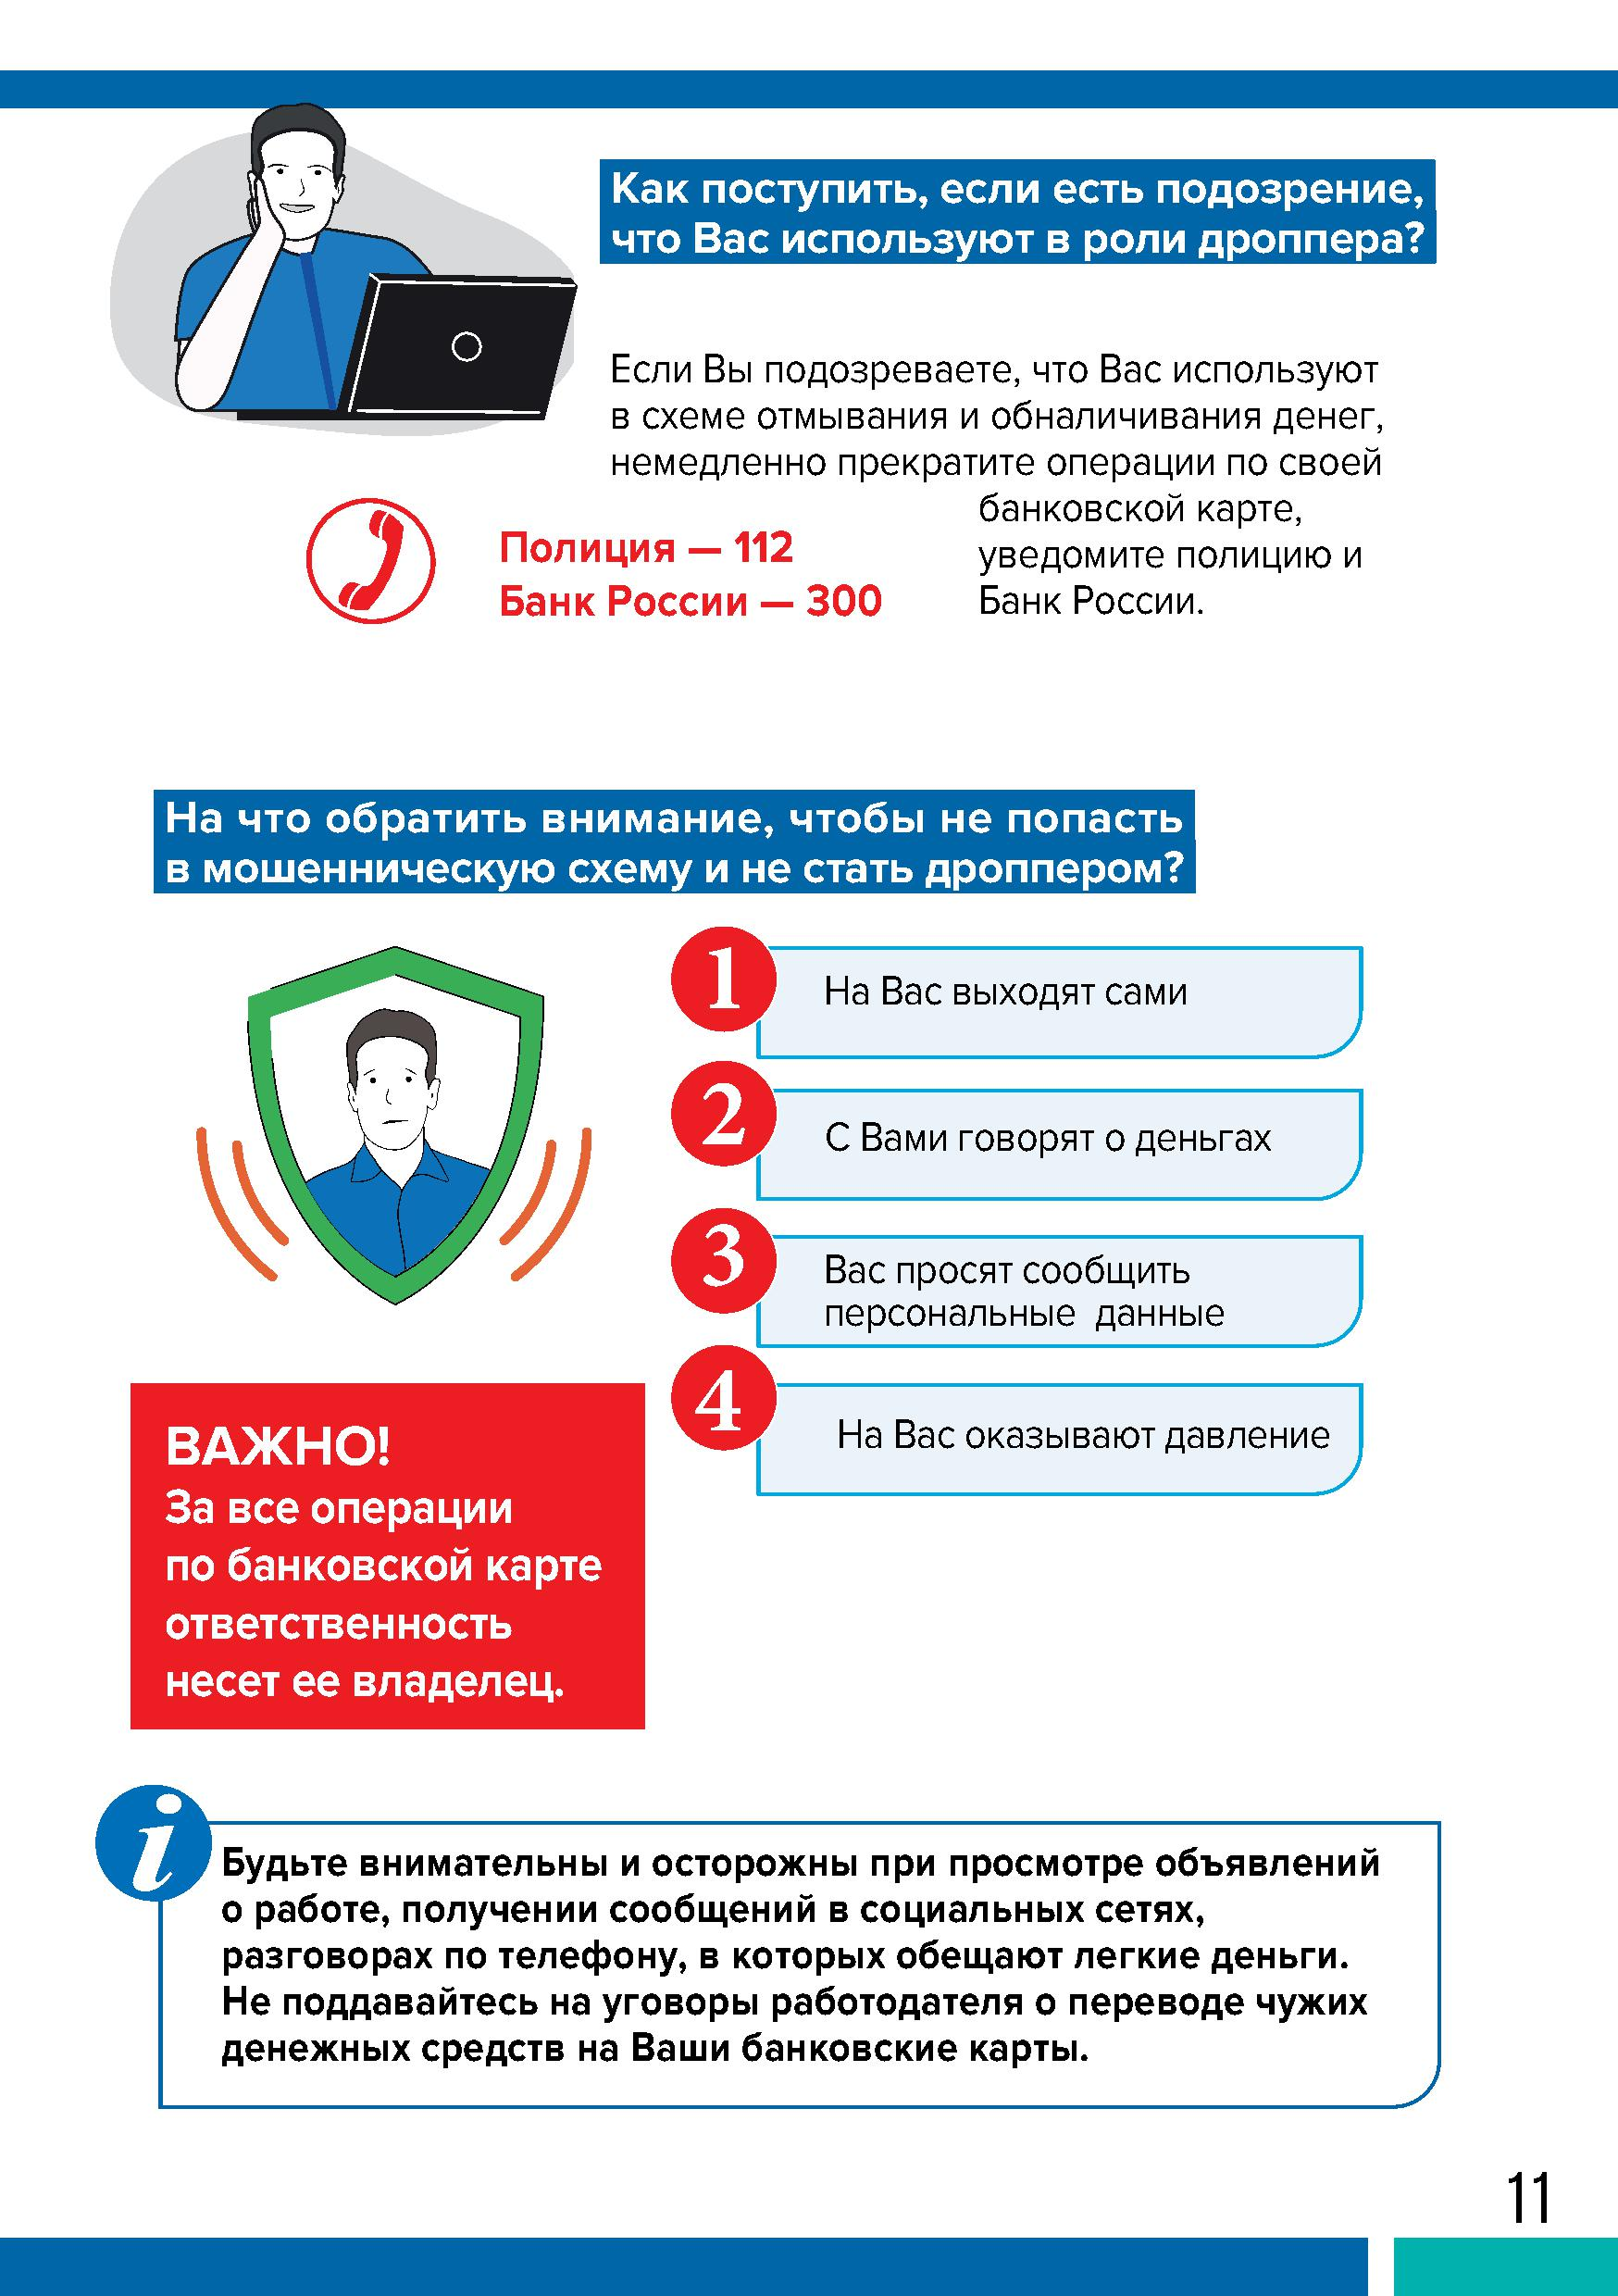 Как поступить, если есть подозрение,
что Вас используют в роли дроппера?
Если Вы подозреваете, что Вас используют
в схеме отмывания и обналичивания денег,
немедленно прекратите операции по своей
банковской карте,
уведомите полицию и
Банк России.
Полиция — 112
Банк России — 300
На что обратить внимание, чтобы не попасть
в мошенническую схему и не стать дроппером?
1
На Вас выходят сами
2
С Вами говорят о деньгах
3
Вас просят сообщить
персональные данные
4
На Вас оказывают давление
ВАЖНО!
За все операции
по банковской карте
ответственность
несет ее владелец.
i
Будьте внимательны и осторожны при просмотре объявлений
о работе, получении сообщений в социальных сетях,
разговорах по телефону, в которых обещают легкие деньги.
Не поддавайтесь на уговоры работодателя о переводе чужих
денежных средств на Ваши банковские карты.
11